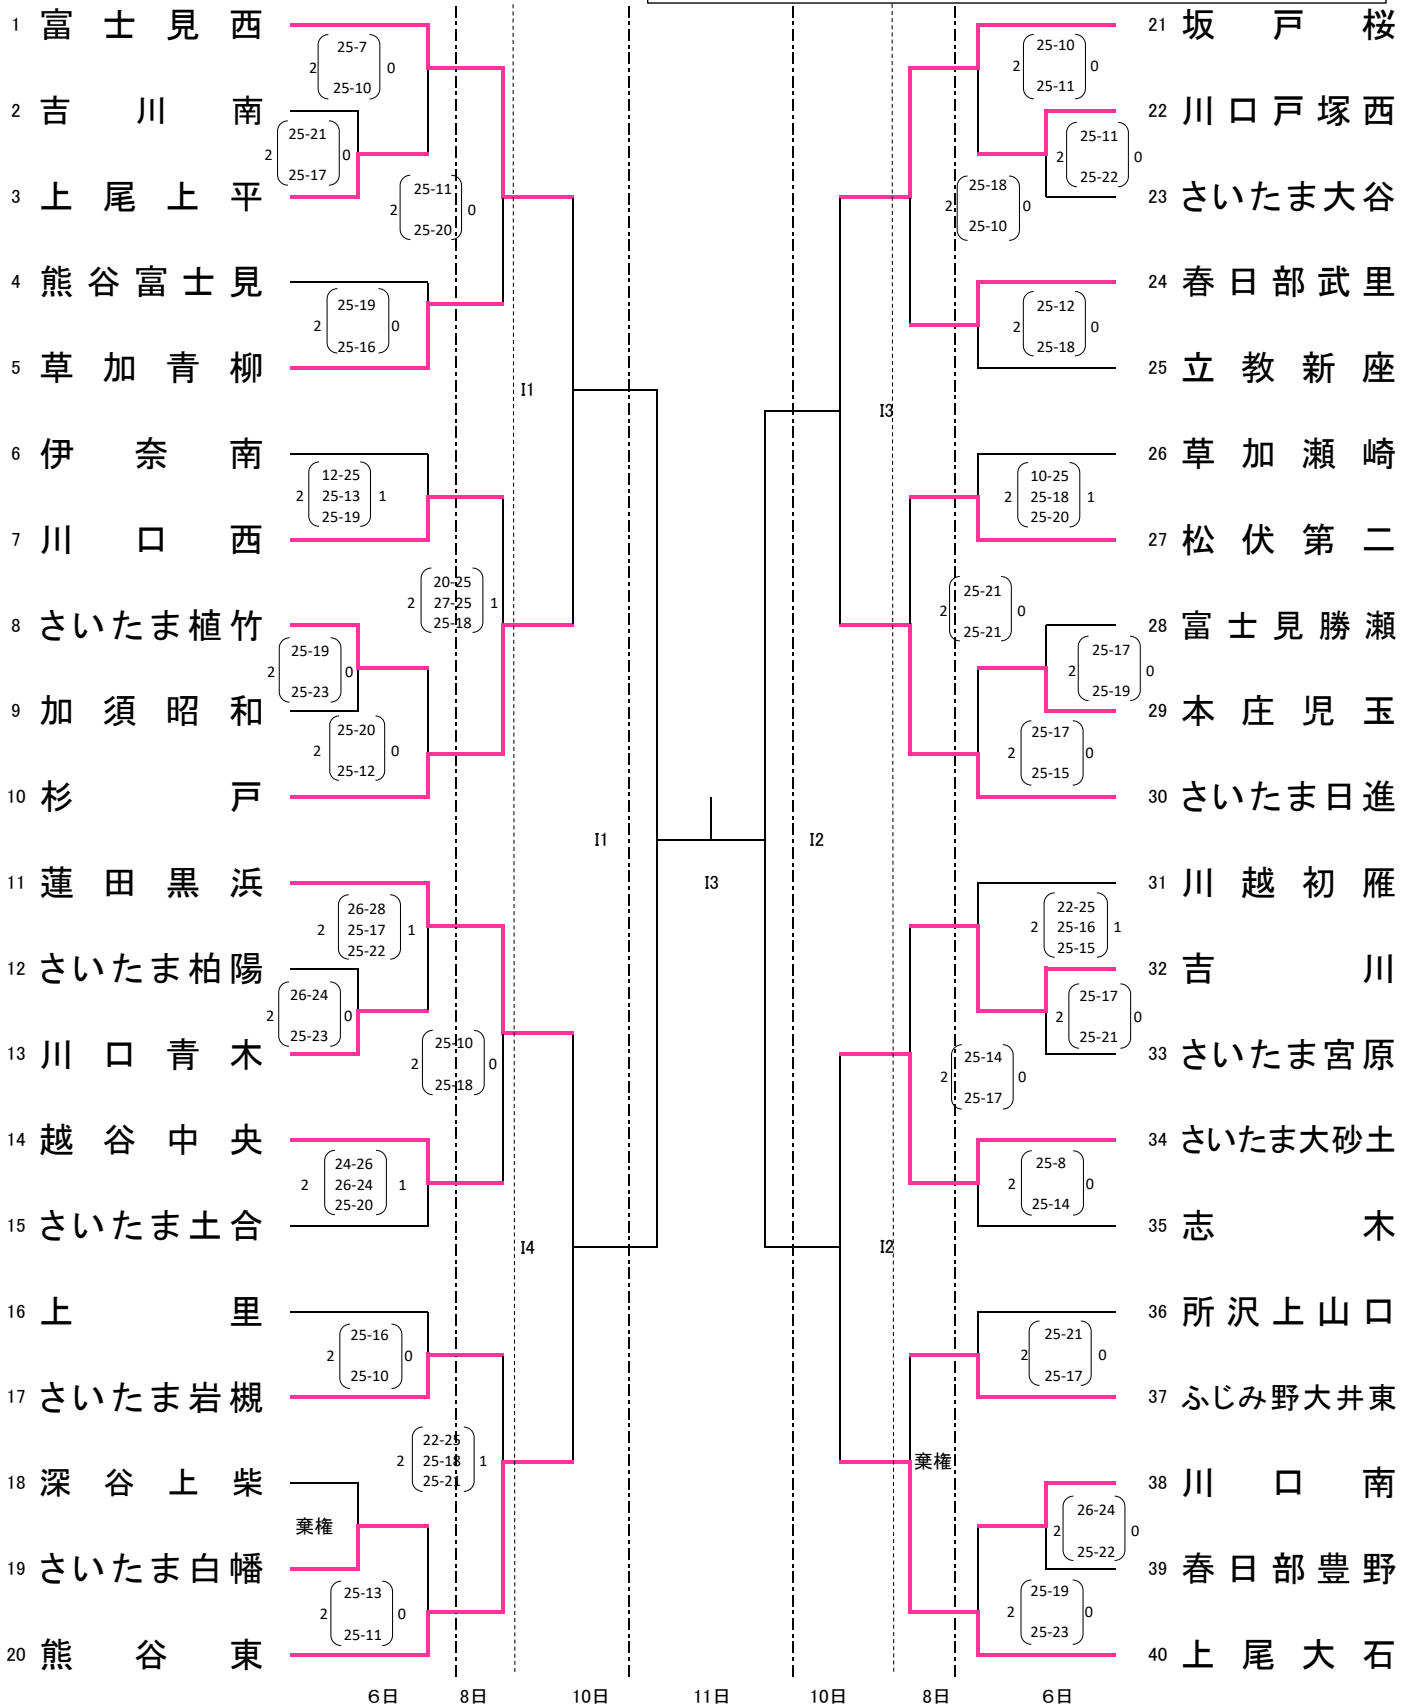 1 富士見西
25-7
2 0
25-10
2 吉川南
25-21
2 0
25-17
3 上尾上平
25-11
2 0
25-20
4 熊谷富士見
25-19
2 0
25-16
5 草加青柳
I1
6 伊奈南
12-25
2 25-13 1
25-19
7 川口西
20-25
2 27-25 1
25-18
8 さいたま植竹
25-19
2 0
25-23
9 加須昭和
25-20
2 0
25-12
10 杉戸
I1
11 蓮田黒浜
26-28
2 25-17 1
25-22
12 さいたま柏陽
26-24
2 0
25-23
13 川口青木
25-10
2 0
25-18
14 越谷中央
24-26
2 26-24 1
25-20
15 さいたま土合
I4
16 上里
25-16
2 0
25-10
17 さいたま岩槻
22-25
2 25-18 1
25-21
18 深谷上柴
棄権
19 さいたま白幡
25-13
2 0
25-11
20 熊谷東
I3
21 坂戸桜
25-10
2 0
25-11
22 川口戸塚西
25-11
2 0
25-22
23 さいたま大谷
25-18
2 0
25-10
24 春日部武里
25-12
2 0
25-18
25 立教新座
I3
26 草加瀬崎
10-25
2 25-18 1
25-20
27 松伏第二
25-21
2 0
25-21
28 富士見勝瀬
25-17
2 0
25-19
29 本庄児玉
25-17
2 0
25-15
30 さいたま日進
I2
31 川越初雁
22-25
2 25-16 1
25-15
32 吉川
25-17
2 0
25-21
33 さいたま宮原
25-14
2 0
25-17
34 さいたま大砂土
25-8
2 0
25-14
35 志木
I2
36 所沢上山口
25-21
2 0
25-17
37 ふじみ野大井東
棄権
38 川口南
26-24
2 0
25-22
39 春日部豊野
25-19
2 0
25-23
40 上尾大石
6日 8日 10日 11日 10日 8日 6日